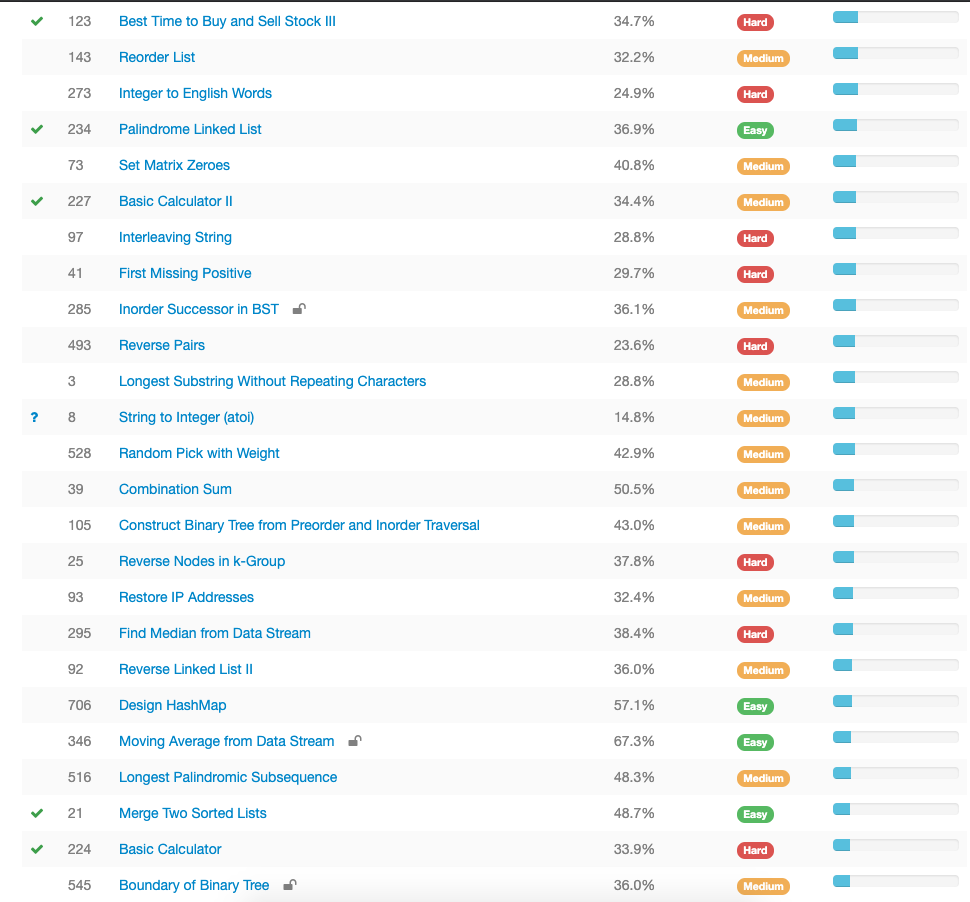 123 Best Time to Buy and Sell Stock III 34.7% Hard
143 Reorder List 32.2% Medium
273 Integer to English Words 24.9% Hard
234 Palindrome Linked List 36.9% Easy
73 Set Matrix Zeroes 40.8% Medium
227 Basic Calculator II 34.4% Medium
97 Interleaving String 28.8% Hard
41 First Missing Positive 29.7% Hard
285 Inorder Successor in BST 36.1% Medium
493 Reverse Pairs 23.6% Hard
3 Longest Substring Without Repeating Characters 28.8% Medium
? 8 String to Integer (atoi) 14.8% Medium
528 Random Pick with Weight 42.9% Medium
39 Combination Sum 50.5% Medium
105 Construct Binary Tree from Preorder and Inorder Traversal 43.0% Medium
25 Reverse Nodes in k-Group 37.8% Hard
93 Restore IP Addresses 32.4% Medium
295 Find Median from Data Stream 38.4% Hard
92 Reverse Linked List II 36.0% Medium
706 Design HashMap 57.1% Easy
346 Moving Average from Data Stream 67.3% Easy
516 Longest Palindromic Subsequence 48.3% Medium
21 Merge Two Sorted Lists 48.7% Easy
224 Basic Calculator 33.9% Hard
545 Boundary of Binary Tree 36.0% Medium